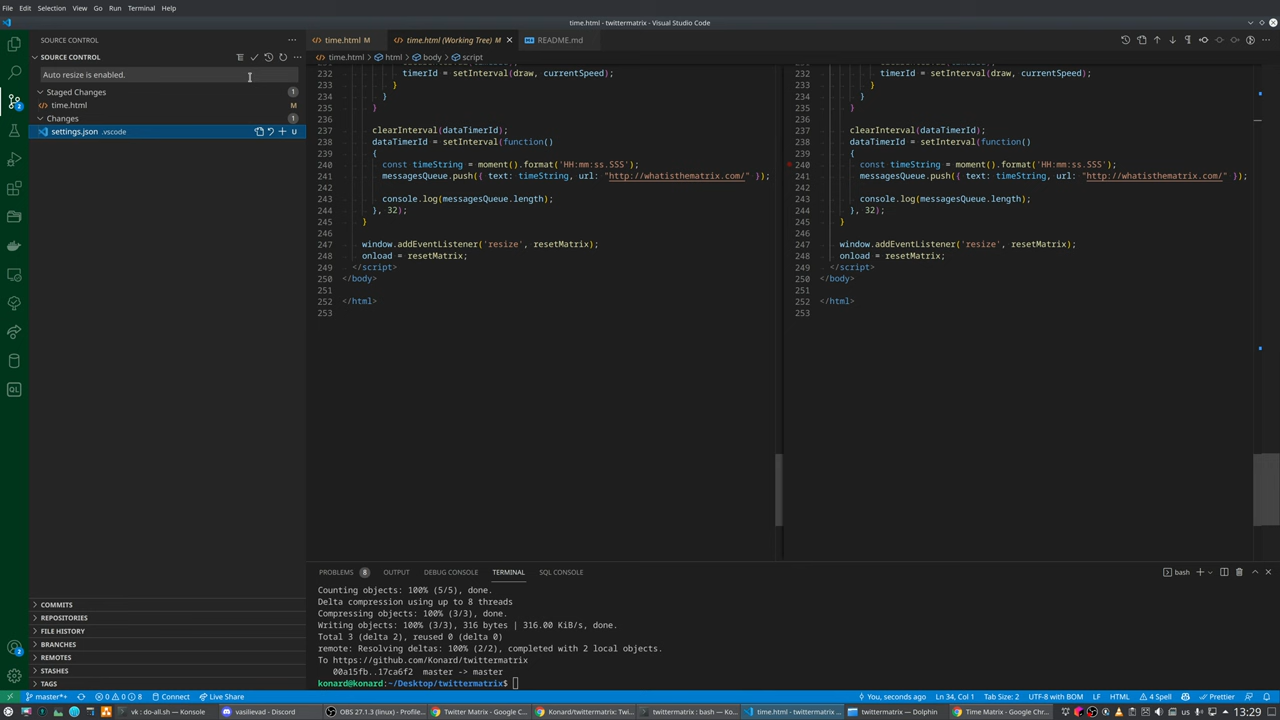 File Edit Selection View Go Run Terminal Help
time.html - twittermatrix - Visual Studio Code
SOURCE CONTROL
time.html M
time.html (Working Tree) M
README.md
SOURCE CONTROL
time.html > html > body > script
Auto resize is enabled.
Staged Changes 1
time.html M
Changes 1
settings.json .vscode U
232 timerId = setInterval(draw, currentSpeed);
233 }
234 }
235 }
236
237 clearInterval(dataTimerId);
238 dataTimerId = setInterval(function()
239 {
240 const timeString = moment().format('HH:mm:ss.SSS');
241 messagesQueue.push({ text: timeString, url: "http://whatisthematrix.com/" });
242
243 console.log(messagesQueue.length);
244 }, 32);
245 }
246
247 window.addEventListener('resize', resetMatrix);
248 onload = resetMatrix;
249 </script>
250 </body>
251
252 </html>
253
232 timerId = setInterval(draw, currentSpeed);
233 }
234 }
235 }
236
237 clearInterval(dataTimerId);
238 dataTimerId = setInterval(function()
239 {
240 const timeString = moment().format('HH:mm:ss.SSS');
241 messagesQueue.push({ text: timeString, url: "http://whatisthematrix.com/" });
242
243 console.log(messagesQueue.length);
244 }, 32);
245 }
246
247 window.addEventListener('resize', resetMatrix);
248 onload = resetMatrix;
249 </script>
250 </body>
251
252 </html>
253
PROBLEMS 8 OUTPUT DEBUG CONSOLE TERMINAL SQL CONSOLE
bash
Counting objects: 100% (5/5), done.
Delta compression using up to 8 threads
Compressing objects: 100% (3/3), done.
Writing objects: 100% (3/3), 316 bytes | 316.00 KiB/s, done.
Total 3 (delta 2), reused 0 (delta 0)
remote: Resolving deltas: 100% (2/2), completed with 2 local objects.
To https://github.com/Konard/twittermatrix
00a15fb..17ca6f2 master -> master
konard@konard:~/Desktop/twittermatrix$
COMMITS
REPOSITORIES
FILE HISTORY
BRANCHES
REMOTES
STASHES
TAGS
master*+ 0 0 8 Connect Live Share
You, seconds ago Ln 34, Col 1 Tab Size: 2 UTF-8 with BOM LF HTML 4 Spell Prettier
vk : do-all.sh — Konsole
vasilievad - Discord
OBS 27.1.3 (linux) - Profile...
Twitter Matrix - Google C...
Konard/twittermatrix: Twi...
twittermatrix : bash — Ko...
time.html - twittermatrix ...
twittermatrix — Dolphin
Time Matrix - Google Chro...
us
13:29